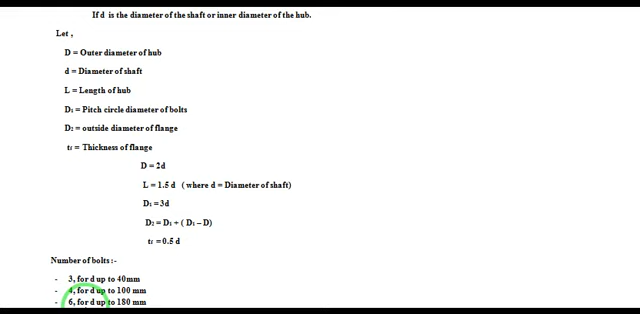 If d is the diameter of the shaft or inner diameter of the hub.
Let ,
D = Outer diameter of hub
d = Diameter of shaft
L = Length of hub
D₁ = Pitch circle diameter of bolts
D₂ = outside diameter of flange
tf = Thickness of flange
D = 2d
L = 1.5 d ( where d = Diameter of shaft)
D₁ = 3d
D₂ = D₁ + ( D₁ – D)
tf = 0.5 d
Number of bolts :-
- 3, for d up to 40mm
- 4, for d up to 100 mm
- 6, for d up to 180 mm